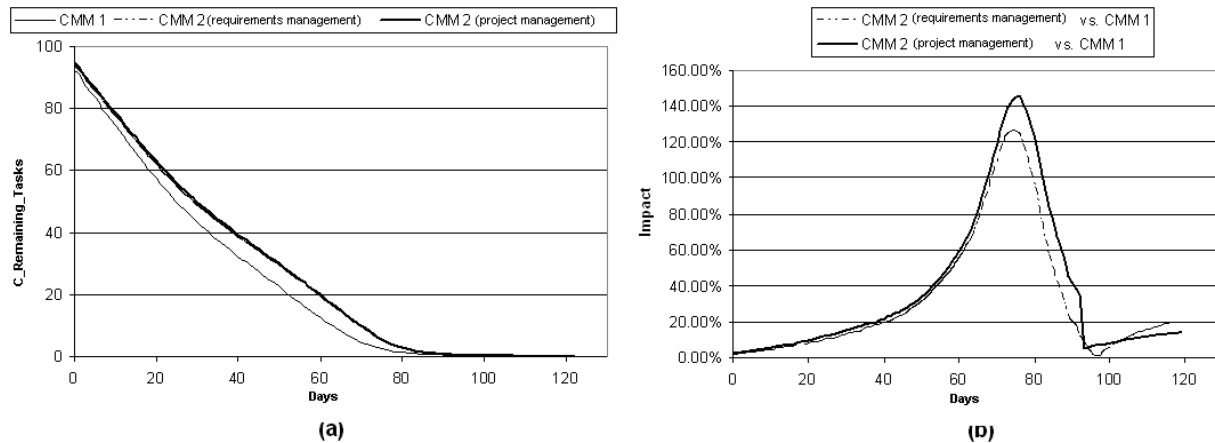 CMM 1 CMM 2 (requirements management) CMM 2 (project management)
100
80
60
40
20
0
C_Remaining_Tasks
0 20 40 60 80 100 120
Days
(a)
CMM 2 (requirements management) vs. CMM 1
CMM 2 (project management) vs. CMM 1
160.00%
140.00%
120.00%
100.00%
80.00%
60.00%
40.00%
20.00%
0.00%
Impact
0 20 40 60 80 100 120
Days
(b)